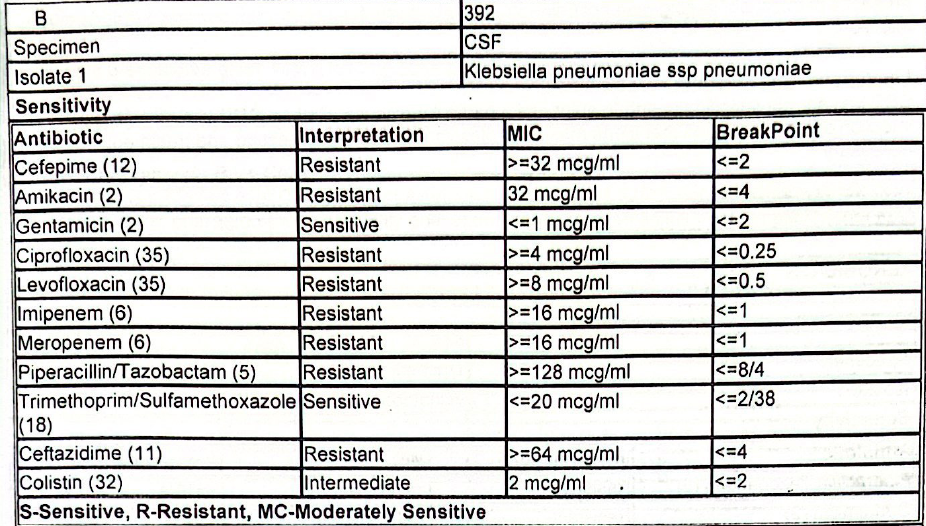 B 392
Specimen CSF
Isolate 1 Klebsiella pneumoniae ssp pneumoniae
Sensitivity
Antibiotic Interpretation MIC BreakPoint
Cefepime (12) Resistant >=32 mcg/ml <=2
Amikacin (2) Resistant 32 mcg/ml <=4
Gentamicin (2) Sensitive <=1 mcg/ml <=2
Ciprofloxacin (35) Resistant >=4 mcg/ml <=0.25
Levofloxacin (35) Resistant >=8 mcg/ml <=0.5
Imipenem (6) Resistant >=16 mcg/ml <=1
Meropenem (6) Resistant >=16 mcg/ml <=1
Piperacillin/Tazobactam (5) Resistant >=128 mcg/ml <=8/4
Trimethoprim/Sulfamethoxazole Sensitive <=20 mcg/ml <=2/38
(18)
Ceftazidime (11) Resistant >=64 mcg/ml <=4
Colistin (32) Intermediate 2 mcg/ml <=2
S-Sensitive, R-Resistant, MC-Moderately Sensitive